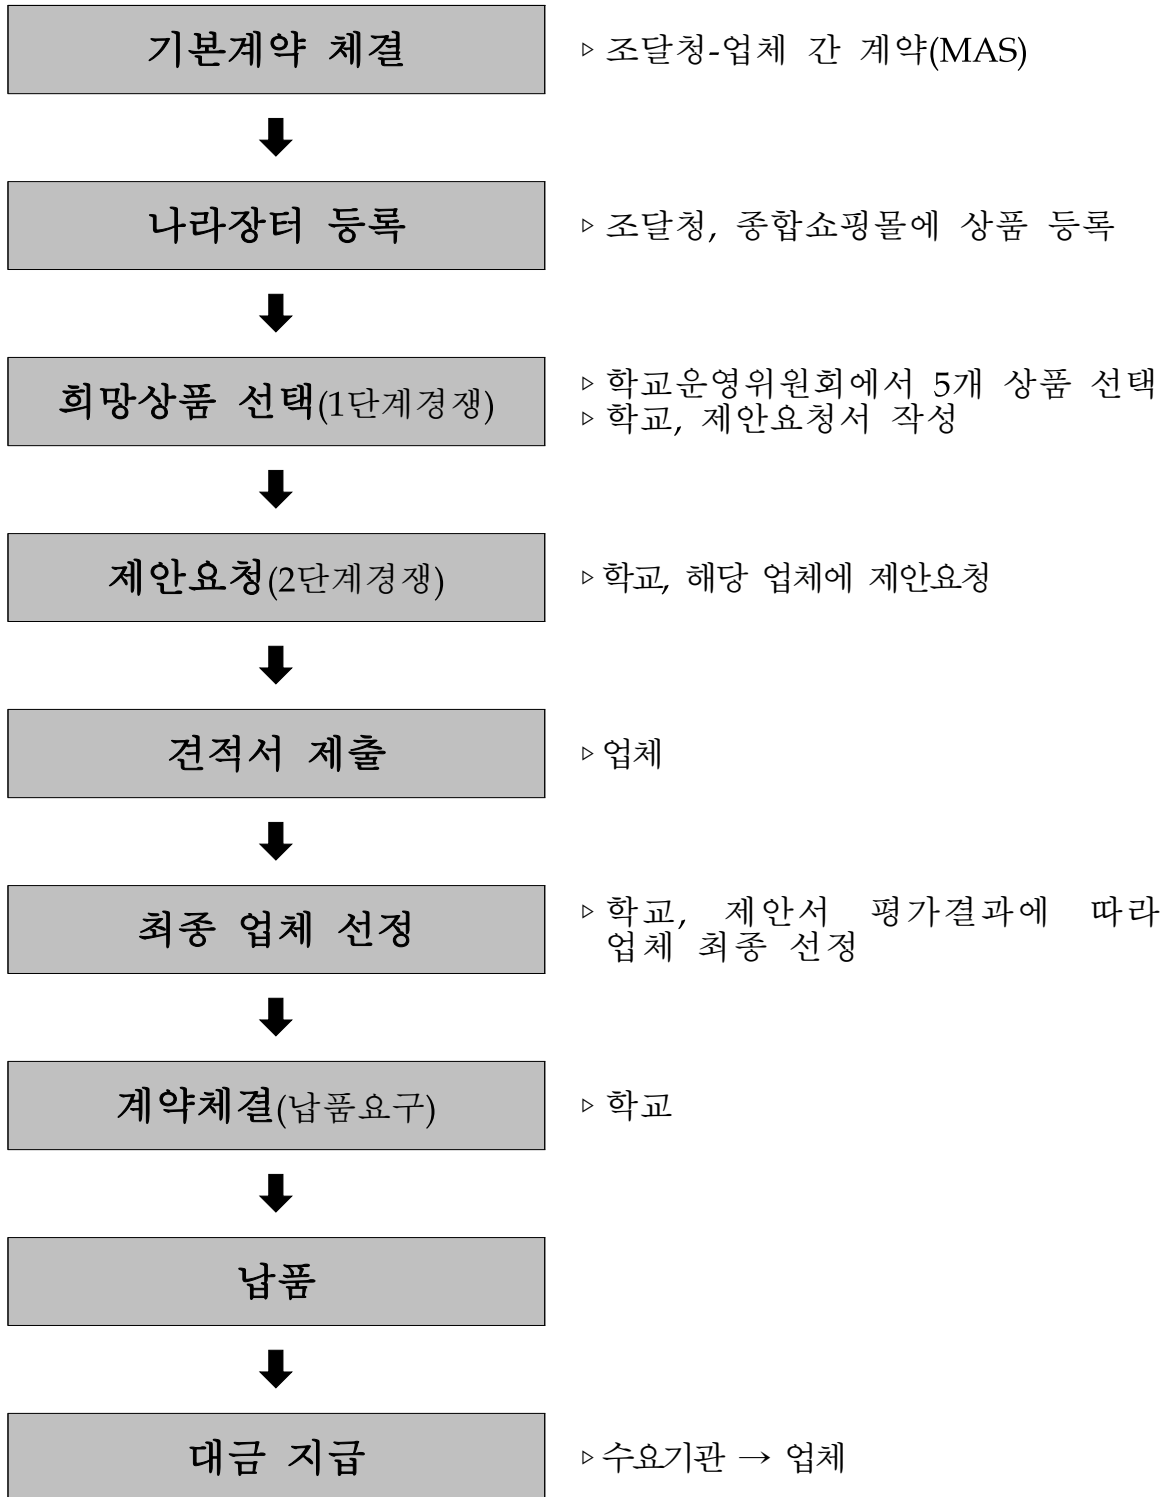 기본계약 체결
▹조달청-업체 간 계약(MAS)
나라장터 등록
▹조달청, 종합쇼핑몰에 상품 등록
희망상품 선택(1단계경쟁)
▹학교운영위원회에서 5개 상품 선택
▹학교, 제안요청서 작성
제안요청(2단계경쟁)
▹학교, 해당 업체에 제안요청
견적서 제출
▹업체
최종 업체 선정
▹학교, 제안서 평가결과에 따라
업체 최종 선정
계약체결(납품요구)
▹학교
납품
대금 지급
▹수요기관 → 업체